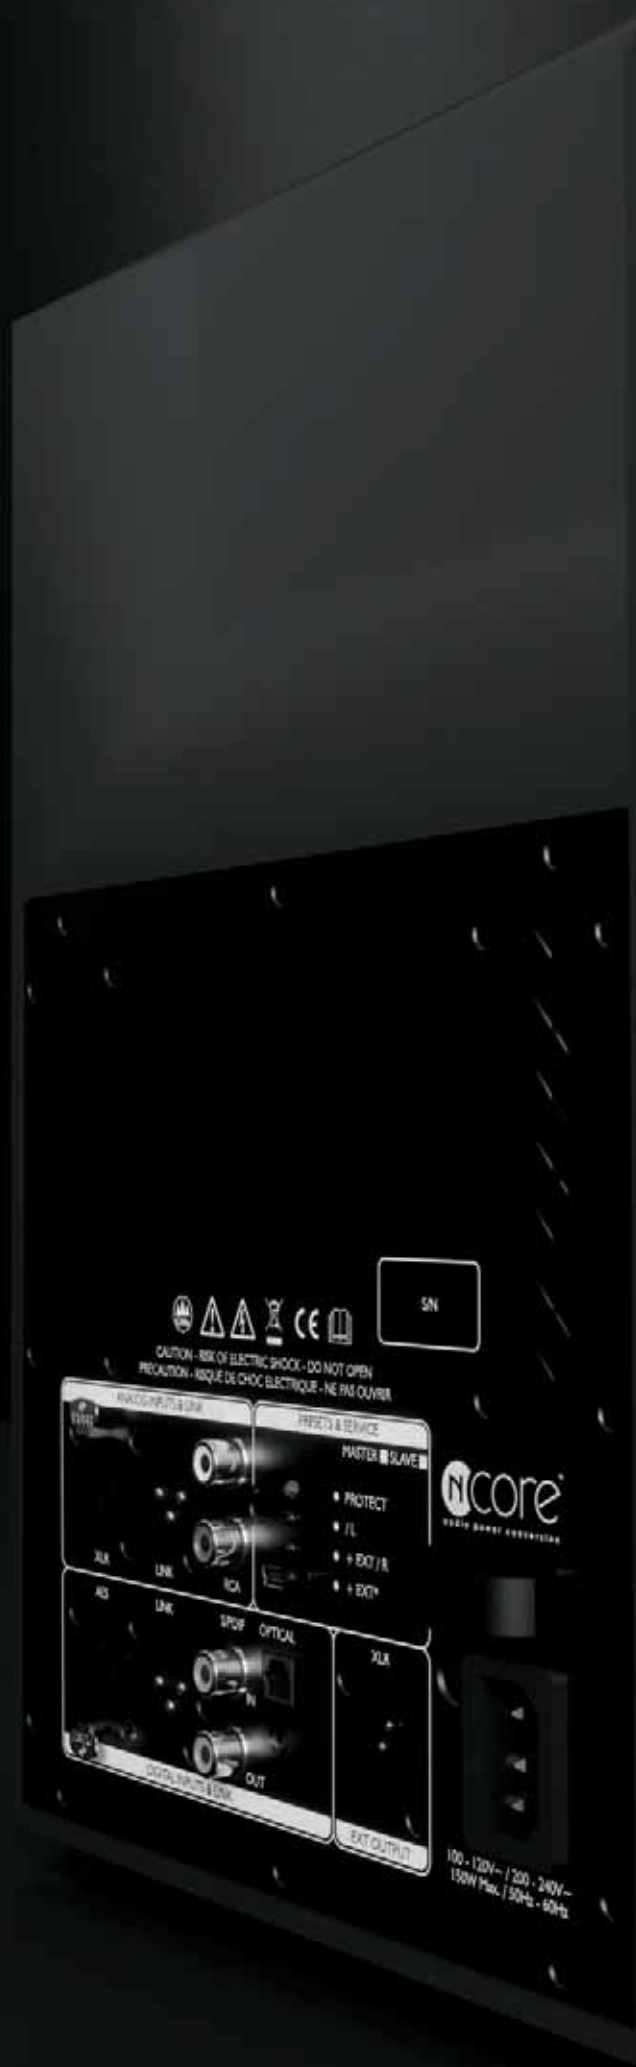 S/N
CE
CAUTION - RISK OF ELECTRIC SHOCK - DO NOT OPEN
PRECAUTION - RISQUE DE CHOC ELECTRIQUE - NE PAS OUVRIR
ANALOG INPUTS & LINK
PRESETS & SERVICE
MASTER SLAVE
PROTECT
/ L
+ EXT / R
+ EXT*
XLR LINK RCA
Ncore
audio power conversion
AES LINK S/PDIF OPTICAL
IN
OUT
DIGITAL INPUTS & LINK
XLR
EXT OUTPUT
100 - 120V~ / 200 - 240V~
150W Max. / 50Hz - 60Hz